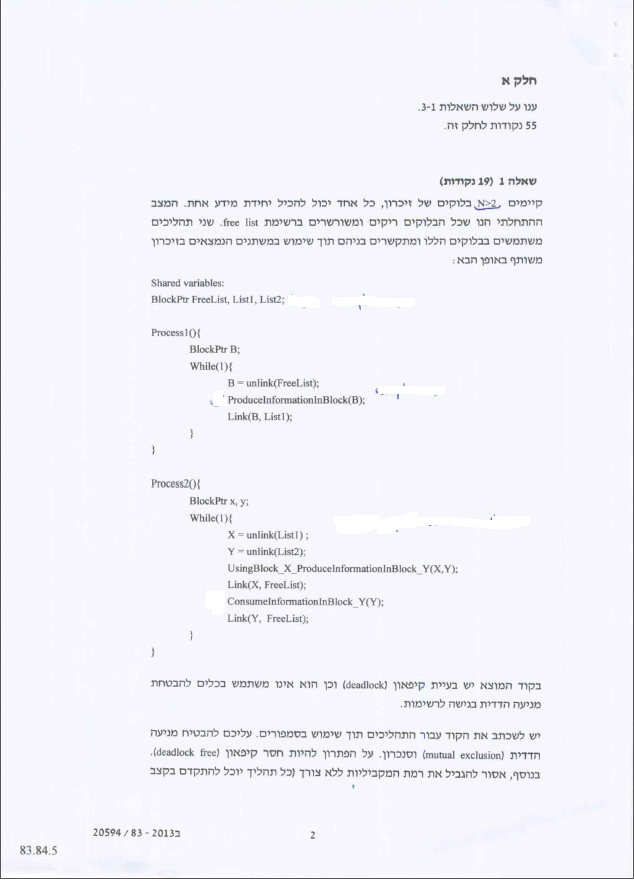 חלק א
ענו על שלוש השאלות 1-3.
55 נקודות לחלק זה.
שאלה 1 (19 נקודות)
קיימים N>2 בלוקים של זיכרון, כל אחד יכול להכיל יחידת מידע אחת. המצב
ההתחלתי הנו שכל הבלוקים ריקים ומשורשרים ברשימת free list. שני תהליכים
משתמשים בבלוקים הללו ומתקשרים בניהם תוך שימוש במשתנים הנמצאים בזיכרון
משותף באופן הבא:
Shared variables:
BlockPtr FreeList, List1, List2;
Process1(){
BlockPtr B;
While(1){
B = unlink(FreeList);
ProduceInformationInBlock(B);
Link(B, List1);
}
}
Process2(){
BlockPtr x, y;
While(1){
X = unlink(List1) ;
Y = unlink(List2);
UsingBlock_X_ProduceInformationInBlock_Y(X,Y);
Link(X, FreeList);
ConsumeInformationInBlock_Y(Y);
Link(Y, FreeList);
}
}
בקוד המוצא יש בעיית קיפאון (deadlock) וכן הוא אינו משתמש בכלים להבטחת
מניעה הדדית בגישה לרשימות.
יש לשכתב את הקוד עבור התהליכים תוך שימוש בסמפורים. עליכם להבטיח מניעה
הדדית (mutual exclusion) וסנכרון. על הפתרון להיות חסר קיפאון (deadlock free).
בנוסף, אסור להגביל את רמת המקביליות ללא צורך (כל תהליך יוכל להתקדם בקצב
2
20594 / 83 - 2013ב
83.84.5